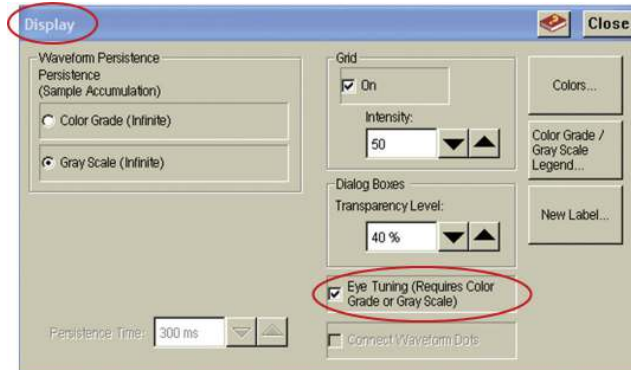 Display
Close
Waveform Persistence
Persistence
(Sample Accumulation)
Color Grade (Infinite)
Gray Scale (Infinite)
Persistence Time:
300 ms
Grid
On
Intensity:
50
Dialog Boxes
Transparency Level:
40 %
Eye Tuning (Requires Color
Grade or Gray Scale)
Connect Waveform Dots
Colors...
Color Grade /
Gray Scale
Legend...
New Label...